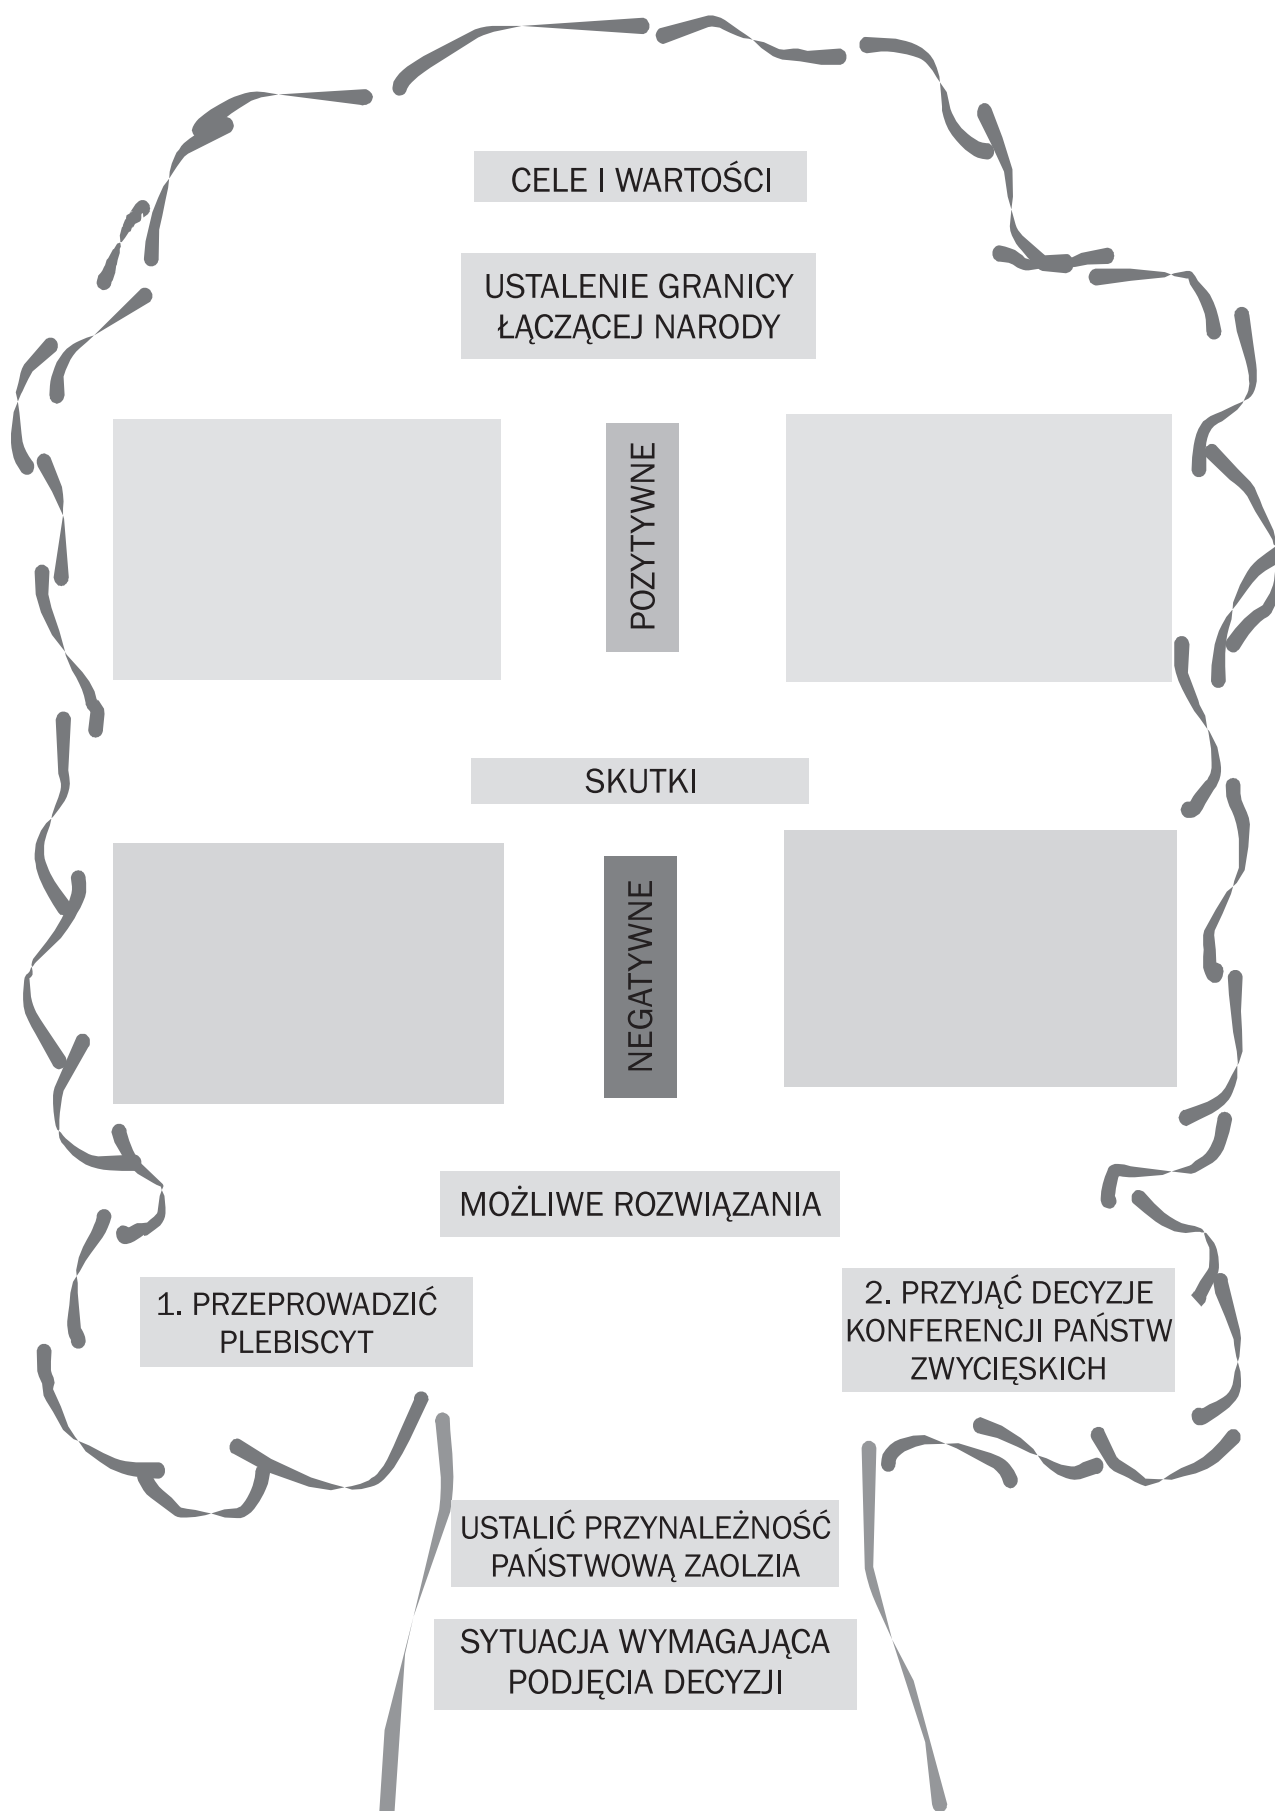 CELE I WARTOŚCI
USTALENIE GRANICY
ŁĄCZĄCEJ NARODY
POZYTYWNE
SKUTKI
NEGATYWNE
MOŻLIWE ROZWIĄZANIA
1. PRZEPROWADZIĆ
PLEBISCYT
2. PRZYJĄĆ DECYZJE
KONFERENCJI PAŃSTW
ZWYCIĘSKICH
USTALIĆ PRZYNALEŻNOŚĆ
PAŃSTWOWĄ ZAOLZIA
SYTUACJA WYMAGAJĄCA
PODJĘCIA DECYZJI